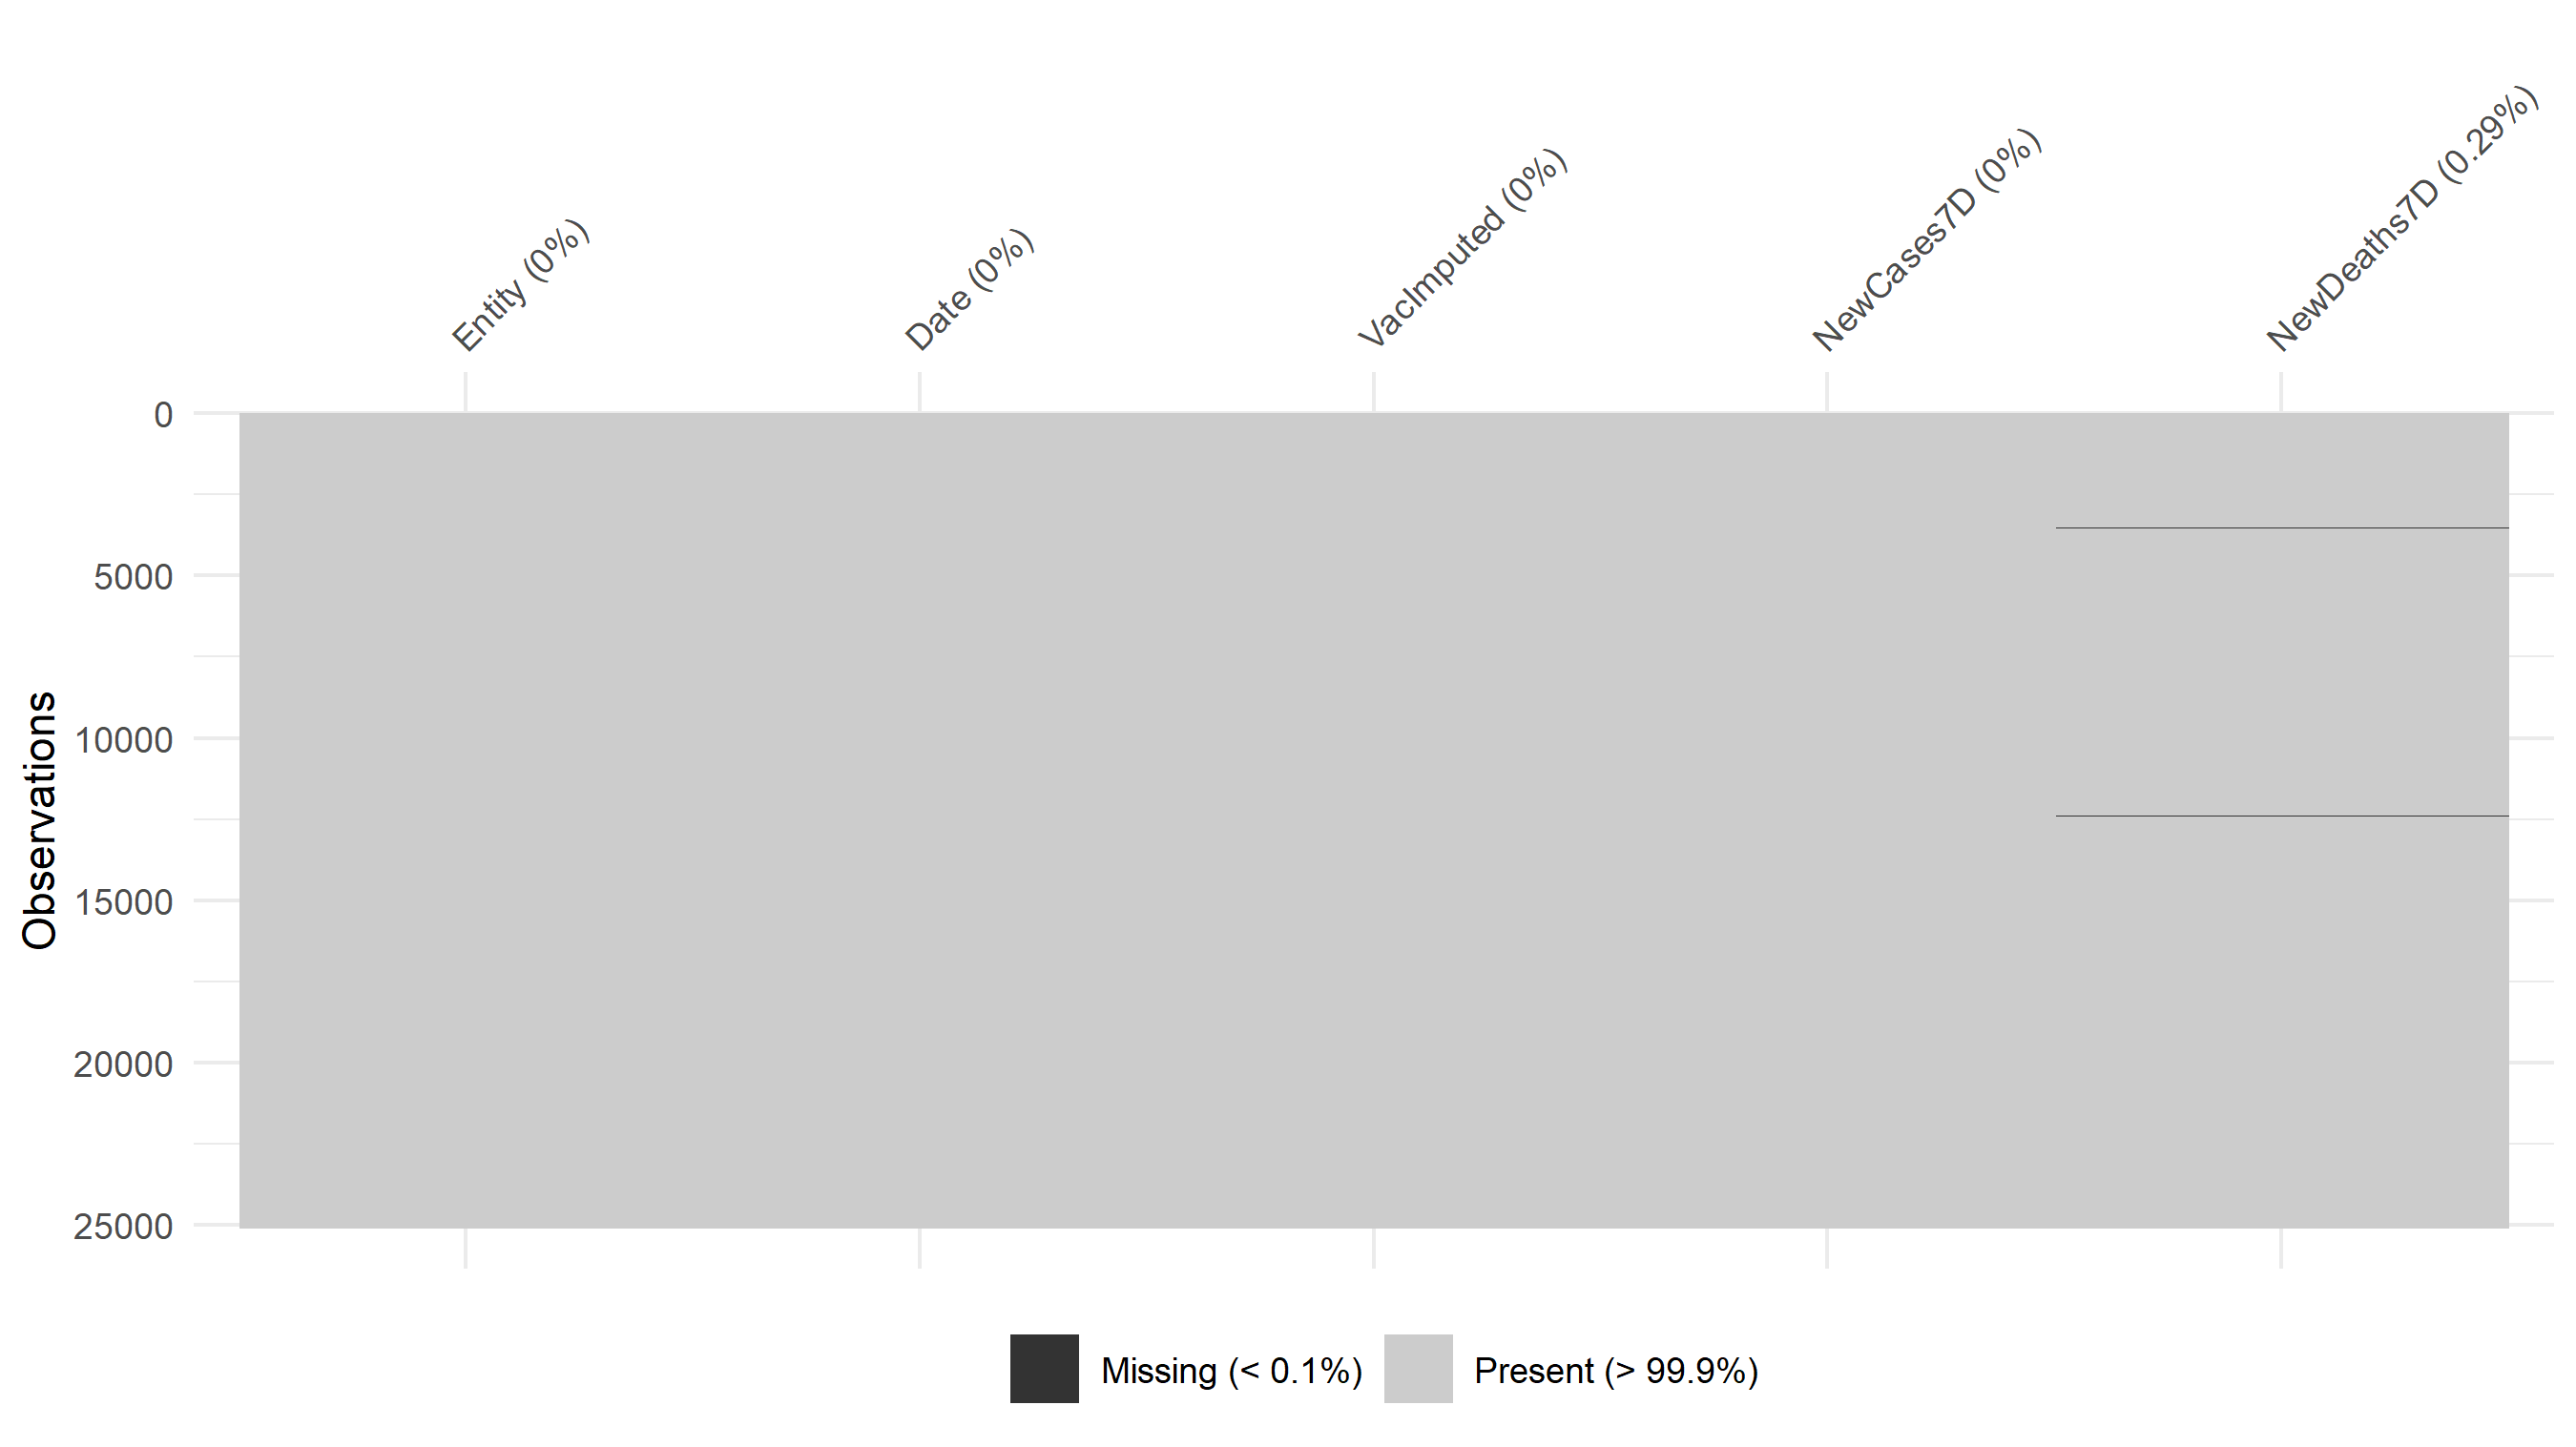 Entity (0%)
Date (0%)
VacImputed (0%)
NewCases7D (0%)
NewDeaths7D (0.29%)
Observations
0
5000
10000
15000
20000
25000
Missing (< 0.1%)
Present (> 99.9%)